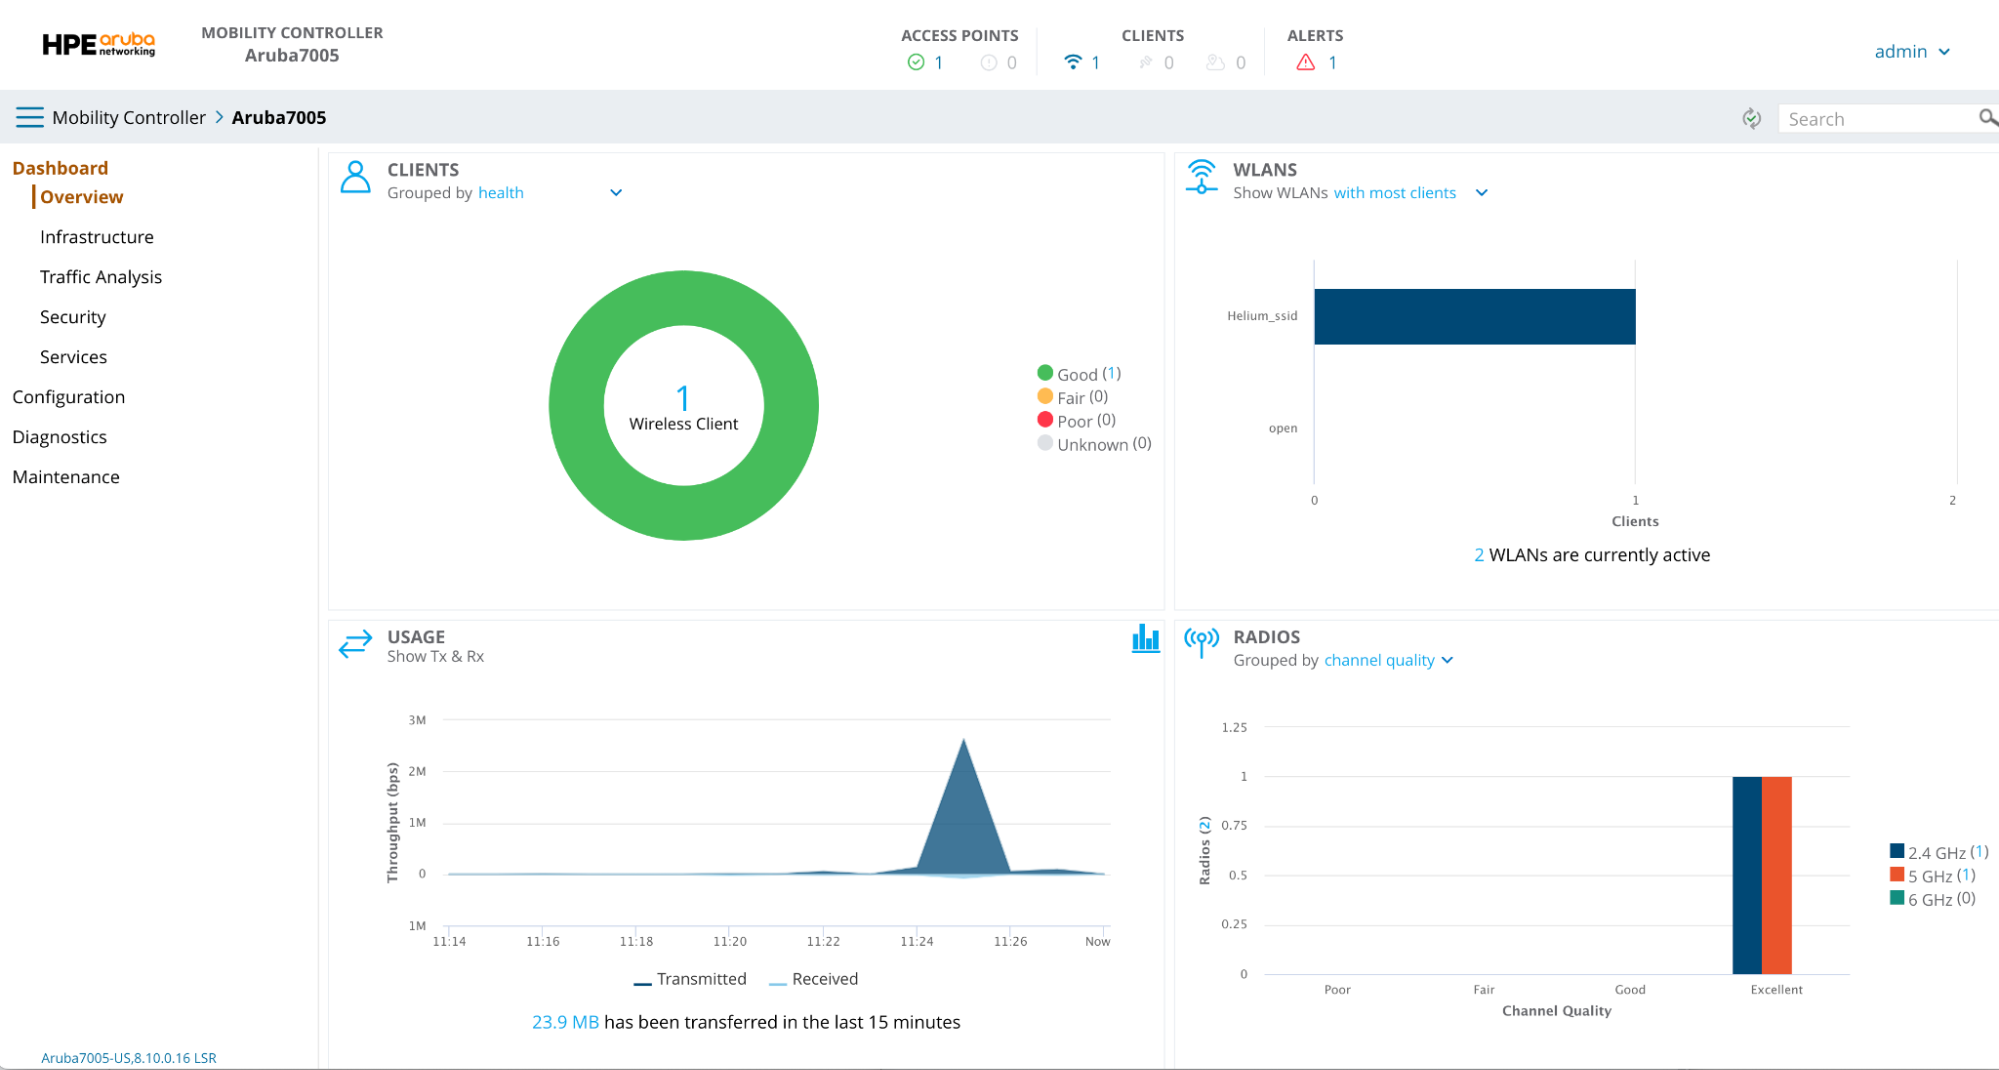 HPE aruba networking
MOBILITY CONTROLLER
Aruba7005
ACCESS POINTS
1 0
CLIENTS
1 0 0
ALERTS
1
admin
Mobility Controller > Aruba7005
Search
Dashboard
Overview
Infrastructure
Traffic Analysis
Security
Services
Configuration
Diagnostics
Maintenance
Aruba7005-US,8.10.0.16 LSR
CLIENTS
Grouped by health
1
Wireless Client
Good (1)
Fair (0)
Poor (0)
Unknown (0)
WLANS
Show WLANs with most clients
Helium_ssid
open
0 1 2
Clients
2 WLANs are currently active
USAGE
Show Tx & Rx
3M
2M
1M
0
1M
Throughput (bps)
11:14 11:16 11:18 11:20 11:22 11:24 11:26 Now
Transmitted Received
23.9 MB has been transferred in the last 15 minutes
RADIOS
Grouped by channel quality
1.25
1
0.75
0.5
0.25
0
Radios (2)
Poor Fair Good Excellent
Channel Quality
2.4 GHz (1)
5 GHz (1)
6 GHz (0)